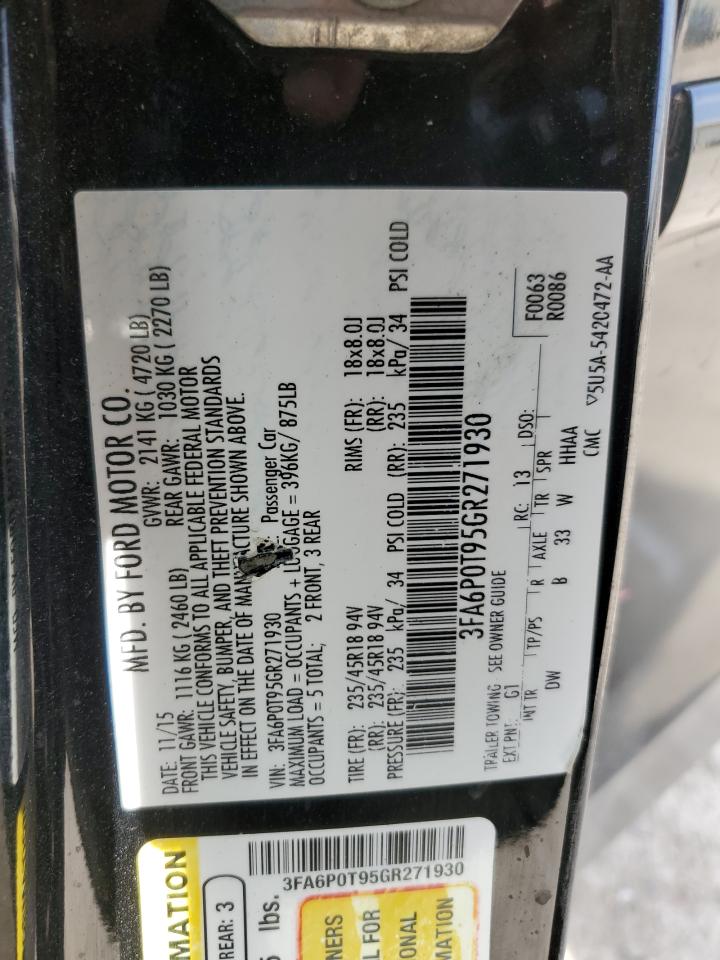 MFD. BY FORD MOTOR CO.
DATE: 11/15 GVWR: 2141 KG ( 4720 LB)
FRONT GAWR: 1116 KG ( 2460 LB) REAR GAWR: 1030 KG ( 2270 LB)
THIS VEHICLE CONFORMS TO ALL APPLICABLE FEDERAL MOTOR
VEHICLE SAFETY, BUMPER, AND THEFT PREVENTION STANDARDS
IN EFFECT ON THE DATE OF MANUFACTURE SHOWN ABOVE.
VIN: 3FA6P0T95GR271930 Passenger Car
MAXIMUM LOAD = OCCUPANTS + LUGGAGE = 396KG/ 875LB
OCCUPANTS = 5 TOTAL; 2 FRONT, 3 REAR
TIRE (FR): 235/45R18 94V RIMS (FR): 18x8.0J
(RR): 235/45R18 94V (RR): 18x8.0J
PRESSURE (FR): 235 kPa/ 34 PSI COLD (RR): 235 kPa/ 34 PSI COLD
3FA6P0T95GR271930
TRAILER TOWING - SEE OWNER GUIDE
EXT PNT: G1 RC: 13 DSO: F0063
R0086
INT TR TP/PS R AXLE TR SPR
DW B 33 W HHAA
CMC ▽5U5A-5420472-AA
MATION
REAR: 3
lbs.
3FA6P0T95GR271930
NERS
L FOR
ONAL
MATION